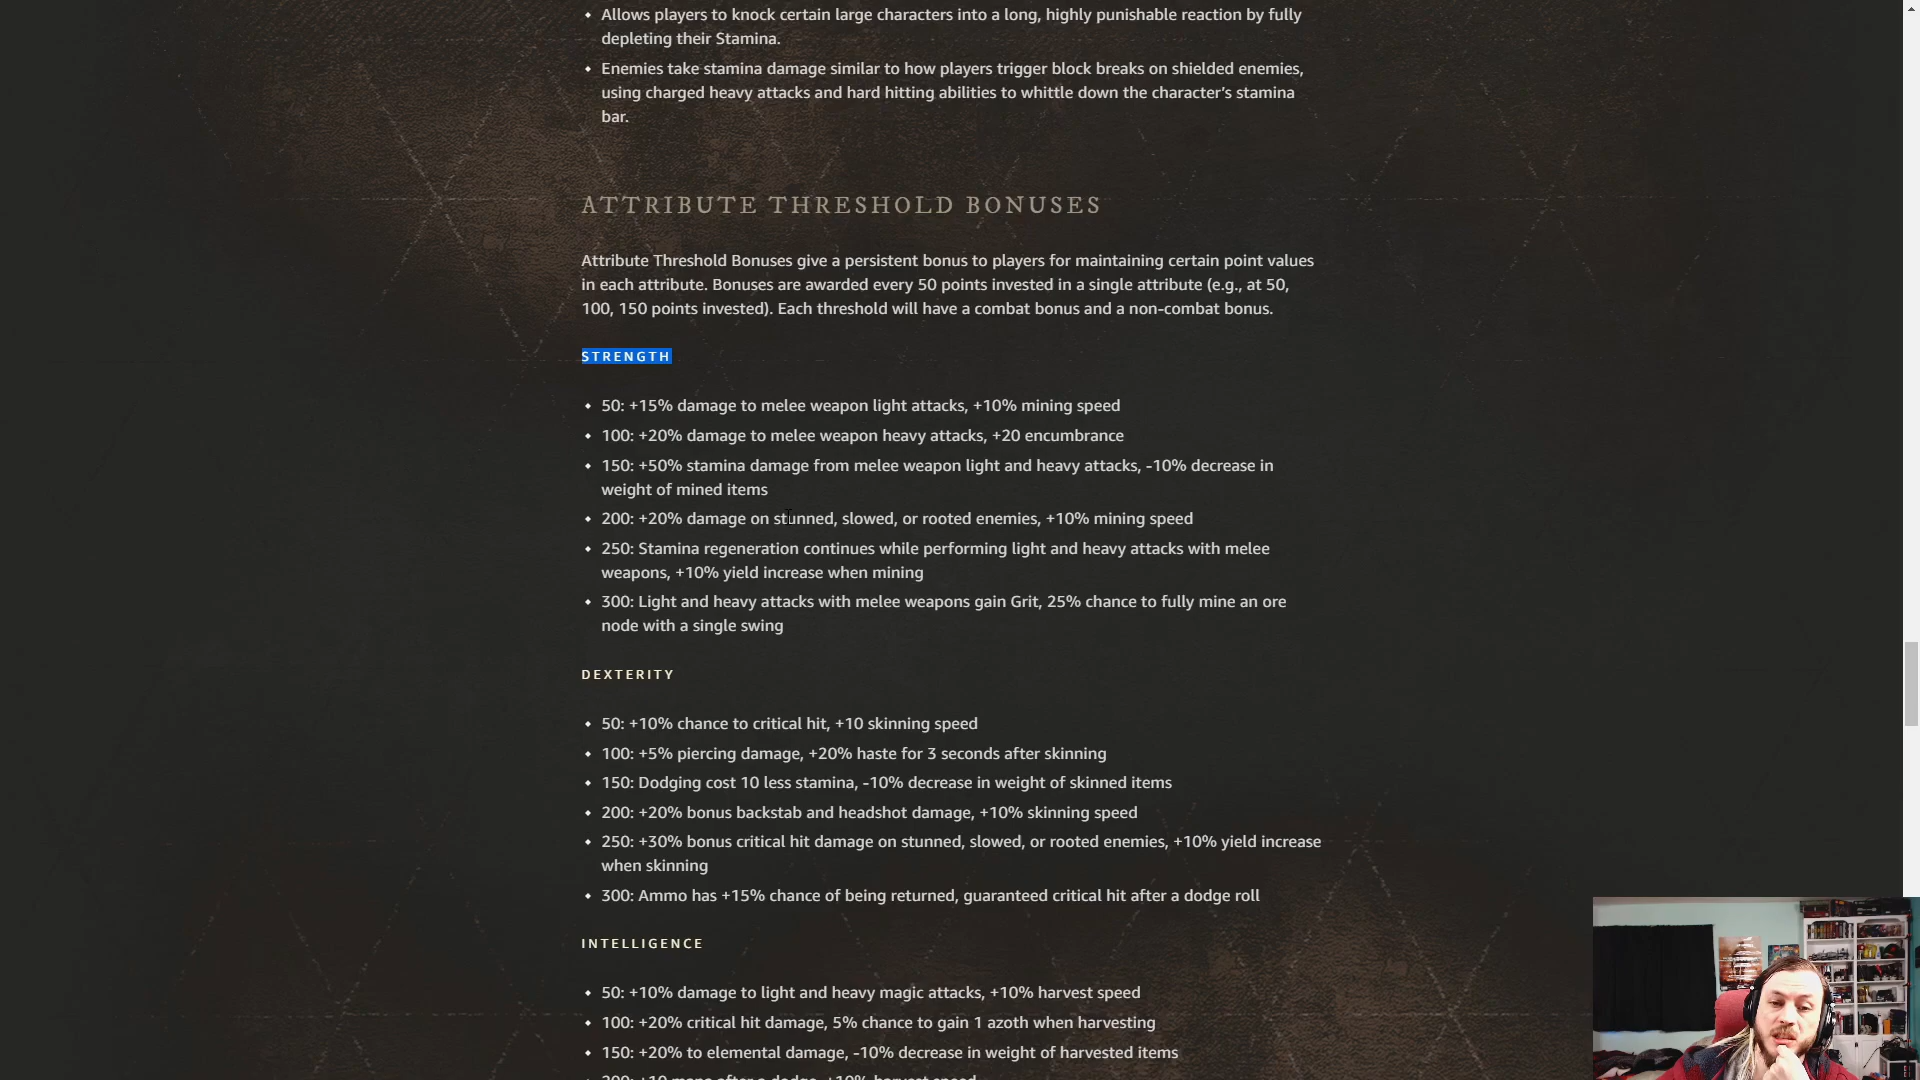 Allows players to knock certain large characters into a long, highly punishable reaction by fully
depleting their Stamina.
Enemies take stamina damage similar to how players trigger block breaks on shielded enemies,
using charged heavy attacks and hard hitting abilities to whittle down the character’s stamina
bar.
ATTRIBUTE THRESHOLD BONUSES
Attribute Threshold Bonuses give a persistent bonus to players for maintaining certain point values
in each attribute. Bonuses are awarded every 50 points invested in a single attribute (e.g., at 50,
100, 150 points invested). Each threshold will have a combat bonus and a non-combat bonus.
STRENGTH
50: +15% damage to melee weapon light attacks, +10% mining speed
100: +20% damage to melee weapon heavy attacks, +20 encumbrance
150: +50% stamina damage from melee weapon light and heavy attacks, -10% decrease in
weight of mined items
200: +20% damage on stunned, slowed, or rooted enemies, +10% mining speed
250: Stamina regeneration continues while performing light and heavy attacks with melee
weapons, +10% yield increase when mining
300: Light and heavy attacks with melee weapons gain Grit, 25% chance to fully mine an ore
node with a single swing
DEXTERITY
50: +10% chance to critical hit, +10 skinning speed
100: +5% piercing damage, +20% haste for 3 seconds after skinning
150: Dodging cost 10 less stamina, -10% decrease in weight of skinned items
200: +20% bonus backstab and headshot damage, +10% skinning speed
250: +30% bonus critical hit damage on stunned, slowed, or rooted enemies, +10% yield increase
when skinning
300: Ammo has +15% chance of being returned, guaranteed critical hit after a dodge roll
INTELLIGENCE
50: +10% damage to light and heavy magic attacks, +10% harvest speed
100: +20% critical hit damage, 5% chance to gain 1 azoth when harvesting
150: +20% to elemental damage, -10% decrease in weight of harvested items
200: +10 mana after a dodge, +10% harvest speed